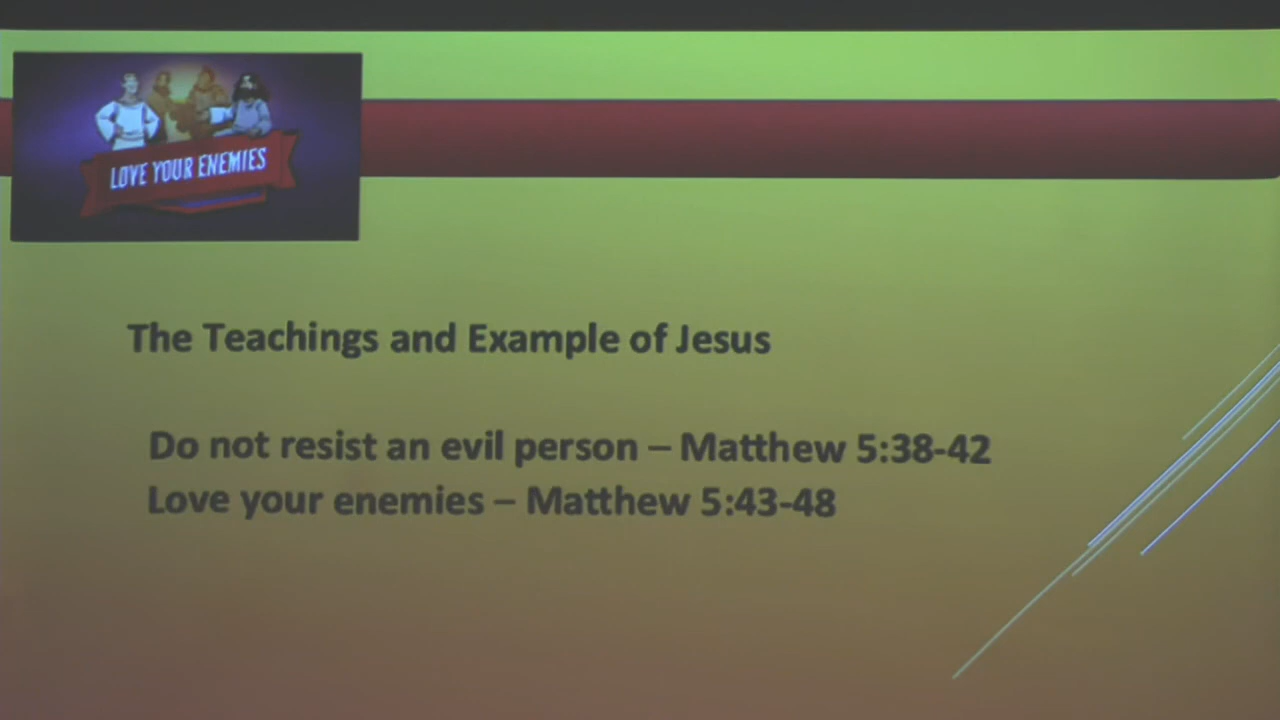 LOVE YOUR ENEMIES
The Teachings and Example of Jesus
Do not resist an evil person – Matthew 5:38-42
Love your enemies – Matthew 5:43-48